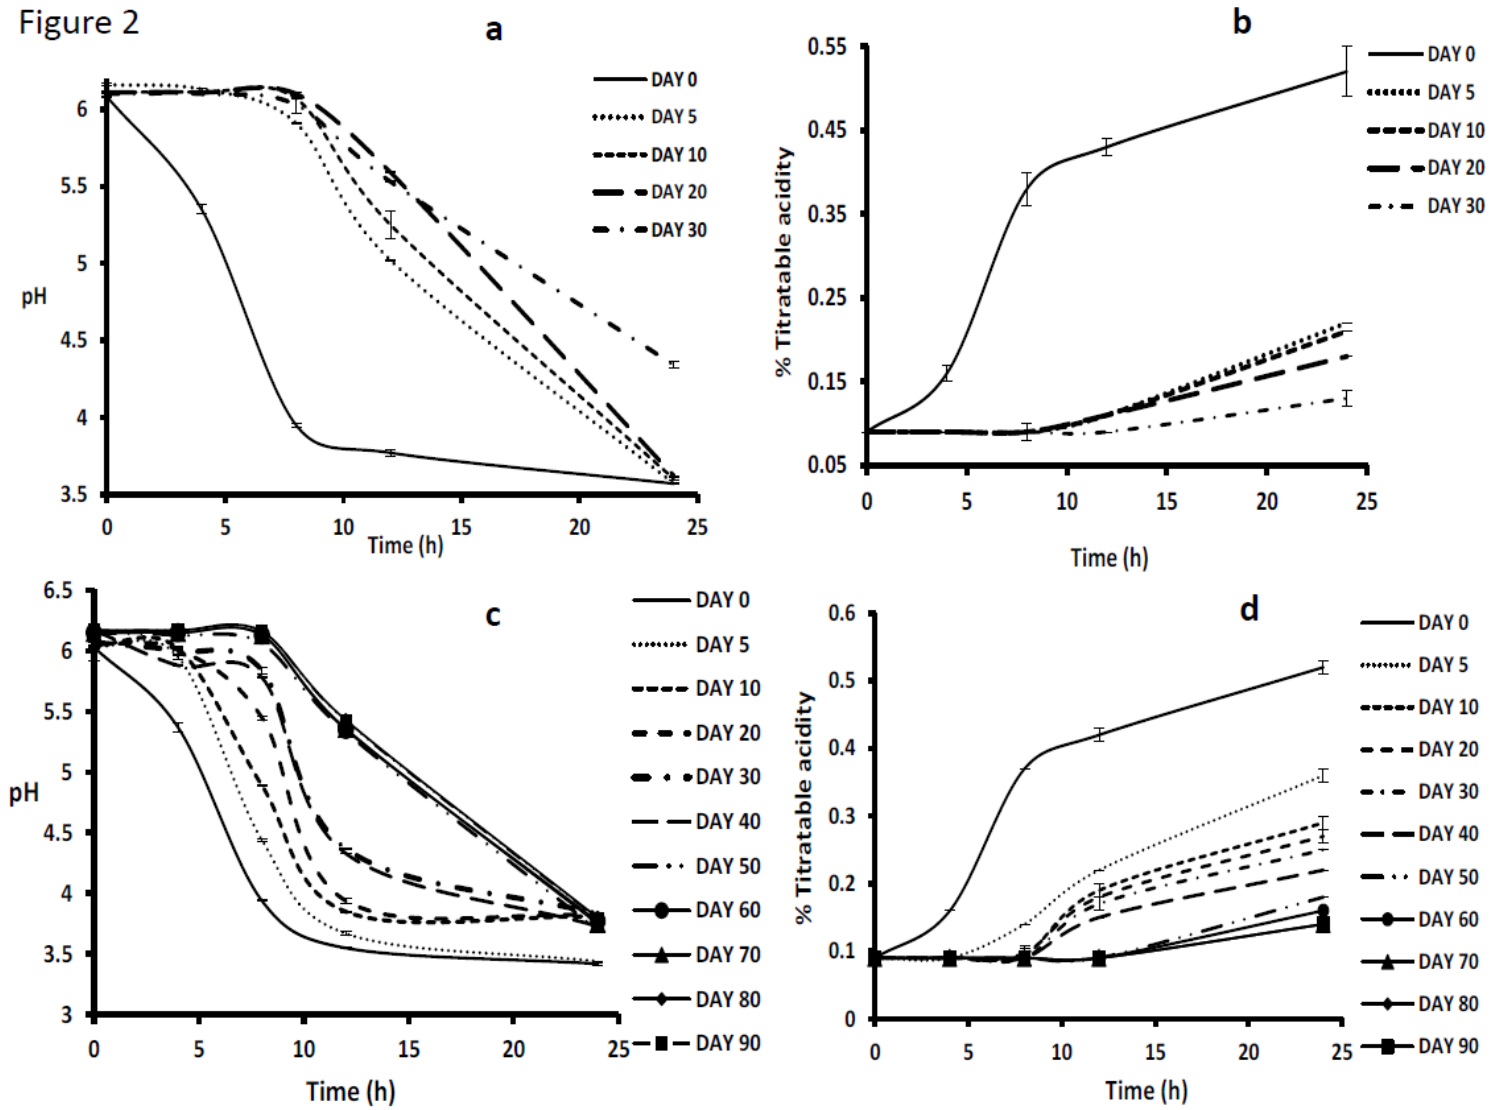 Figure 2
a
6
5.5
5
4.5
4
3.5
pH
0 5 10 15 20 25
Time (h)
DAY 0
DAY 5
DAY 10
DAY 20
DAY 30
b
0.55
0.45
0.35
0.25
0.15
0.05
% Titratable acidity
0 5 10 15 20 25
Time (h)
DAY 0
DAY 5
DAY 10
DAY 20
DAY 30
c
6.5
6
5.5
5
4.5
4
3.5
3
pH
0 5 10 15 20 25
Time (h)
DAY 0
DAY 5
DAY 10
DAY 20
DAY 30
DAY 40
DAY 50
DAY 60
DAY 70
DAY 80
DAY 90
d
0.6
0.5
0.4
0.3
0.2
0.1
0
% Titratable acidity
0 5 10 15 20 25
Time (h)
DAY 0
DAY 5
DAY 10
DAY 20
DAY 30
DAY 40
DAY 50
DAY 60
DAY 70
DAY 80
DAY 90